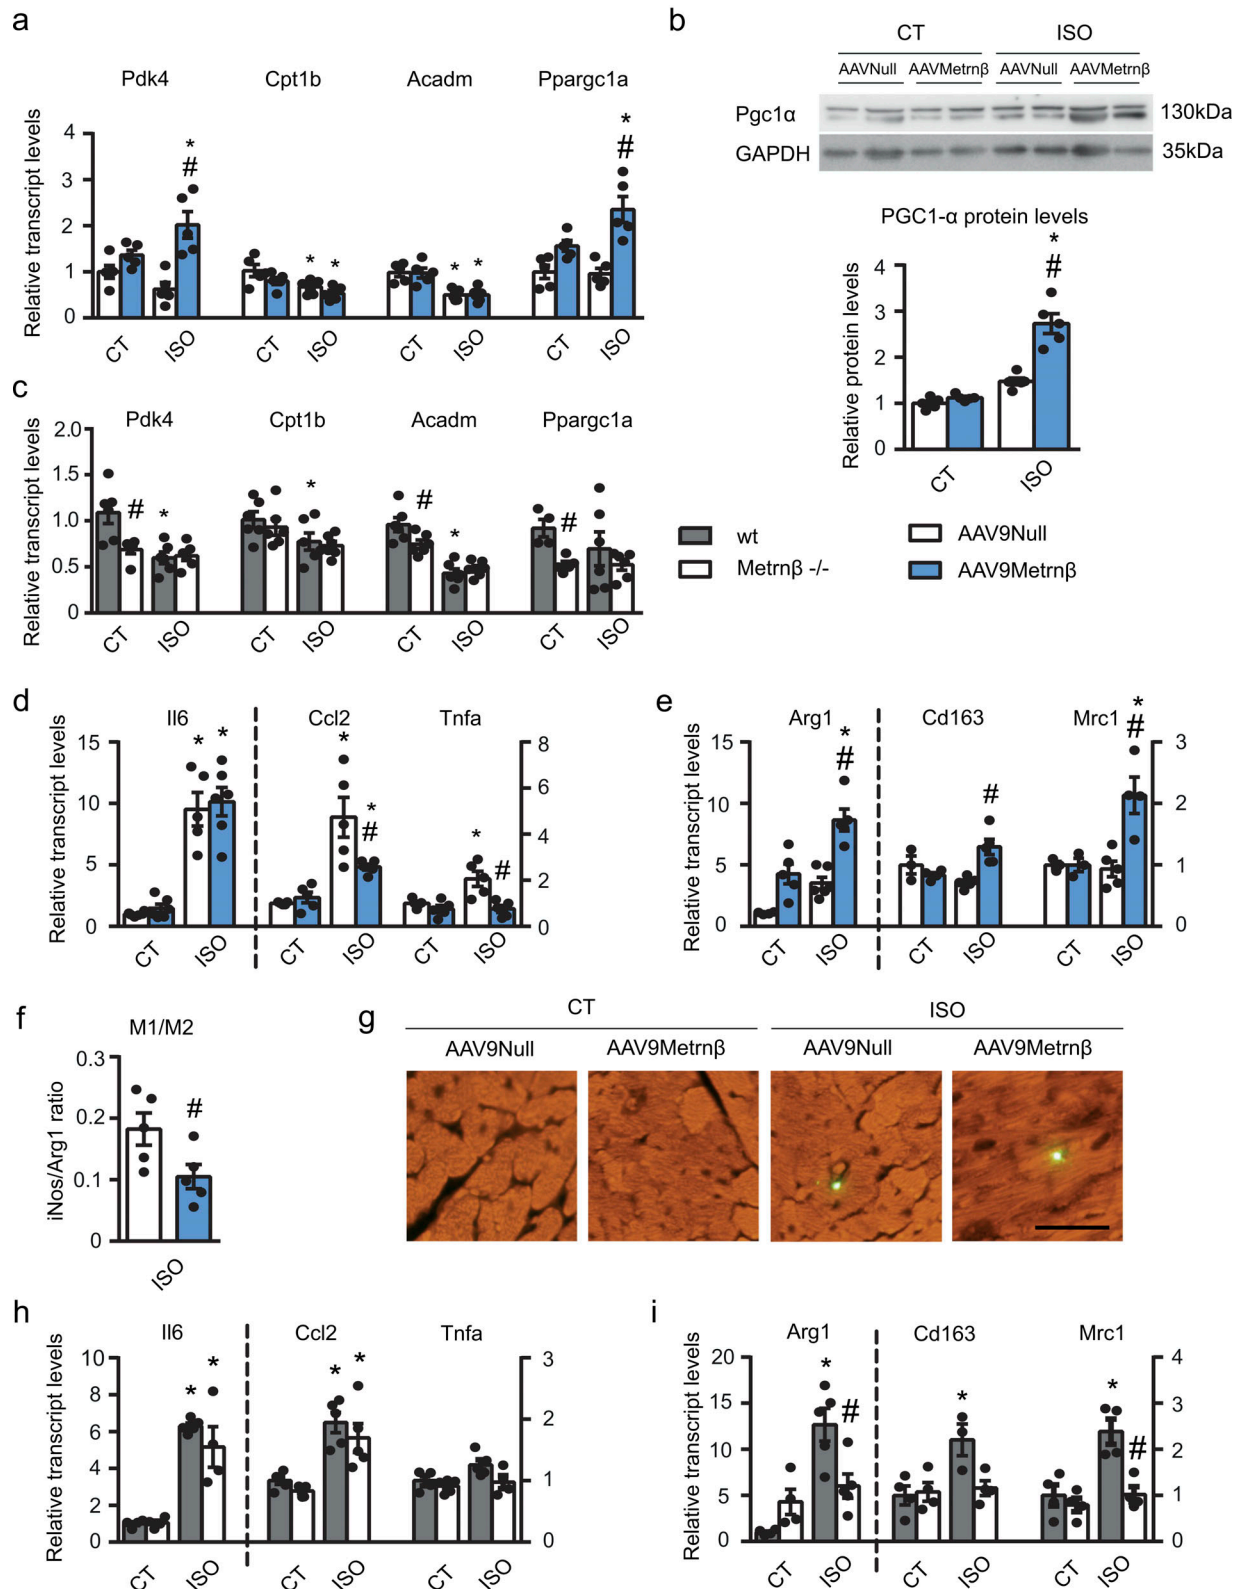 a
Pdk4 Cpt1b Acadm Ppargc1a
Relative transcript levels
4
3
2
1
0
* # * * * * * #
CT ISO CT ISO CT ISO CT ISO
b
CT ISO
AAVNull AAVMetrnβ AAVNull AAVMetrnβ
Pgc1α 130kDa
GAPDH 35kDa
PGC1-α protein levels
Relative protein levels
4
3
2
1
0
* #
CT ISO
c
Pdk4 Cpt1b Acadm Ppargc1a
Relative transcript levels
2.0
1.5
1.0
0.5
0
# * * # * #
CT ISO CT ISO CT ISO CT ISO
wt
Metrnβ -/-
AAV9Null
AAV9Metrnβ
d
Il6 Ccl2 Tnfa
Relative transcript levels
15
10
5
0
* * * * # * #
8
6
4
2
0
CT ISO CT ISO CT ISO
e
Arg1 Cd163 Mrc1
Relative transcript levels
15
10
5
0
* # # * #
3
2
1
0
CT ISO CT ISO CT ISO
f
M1/M2
iNos/Arg1 ratio
0.3
0.2
0.1
0
#
ISO
g
CT ISO
AAV9Null AAV9Metrnβ AAV9Null AAV9Metrnβ
h
Il6 Ccl2 Tnfa
Relative transcript levels
10
8
6
4
2
0
* * * *
3
2
1
0
CT ISO CT ISO CT ISO
i
Arg1 Cd163 Mrc1
Relative transcript levels
20
15
10
5
0
* # * * #
4
3
2
1
0
CT ISO CT ISO CT ISO